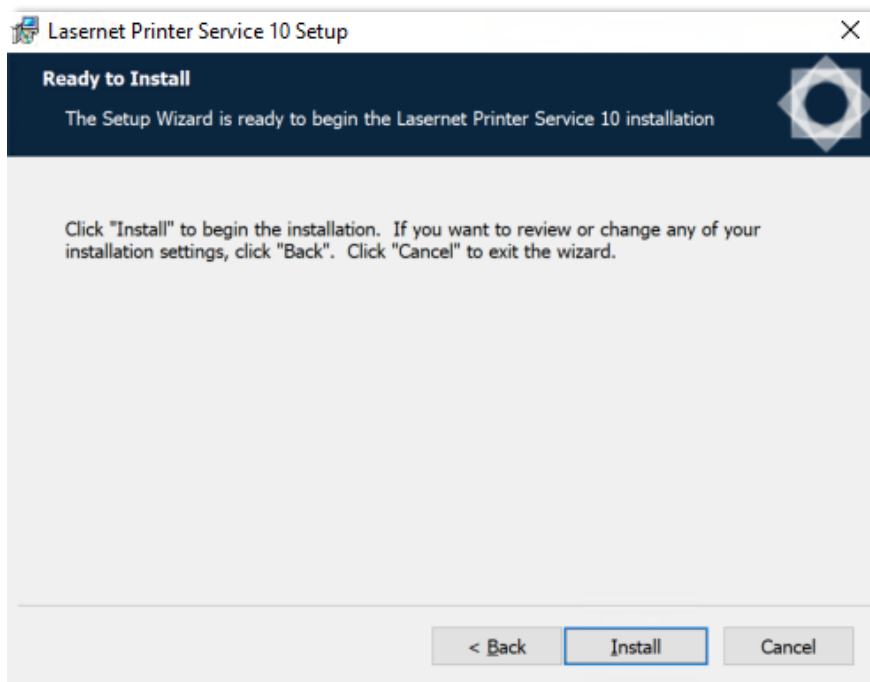 Lasernet Printer Service 10 Setup
Ready to Install
The Setup Wizard is ready to begin the Lasernet Printer Service 10 installation
Click "Install" to begin the installation.  If you want to review or change any of your
installation settings, click "Back".  Click "Cancel" to exit the wizard.
< Back
Install
Cancel